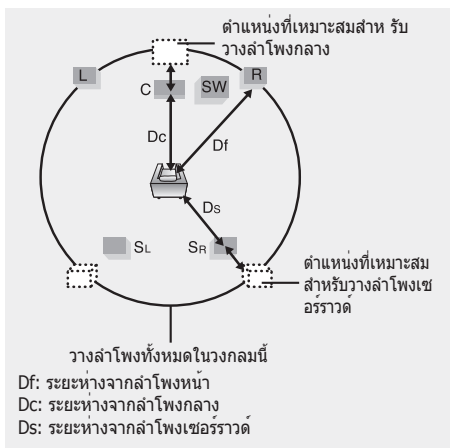 ตำแหน่งที่เหมาะสมสำห รับ
วางลำโพงกลาง
L
C
SW
R
Dc
Df
Ds
SL
SR
ตำแหน่งที่เหมาะสม
สำหรับวางลำโพงเซ
อร์ราวด์
วางลำโพงทั้งหมดในวงกลมนี้
Df: ระยะห่างจากลำโพงหน้า
Dc: ระยะห่างจากลำโพงกลาง
Ds: ระยะห่างจากลำโพงเซอร์ราวด์